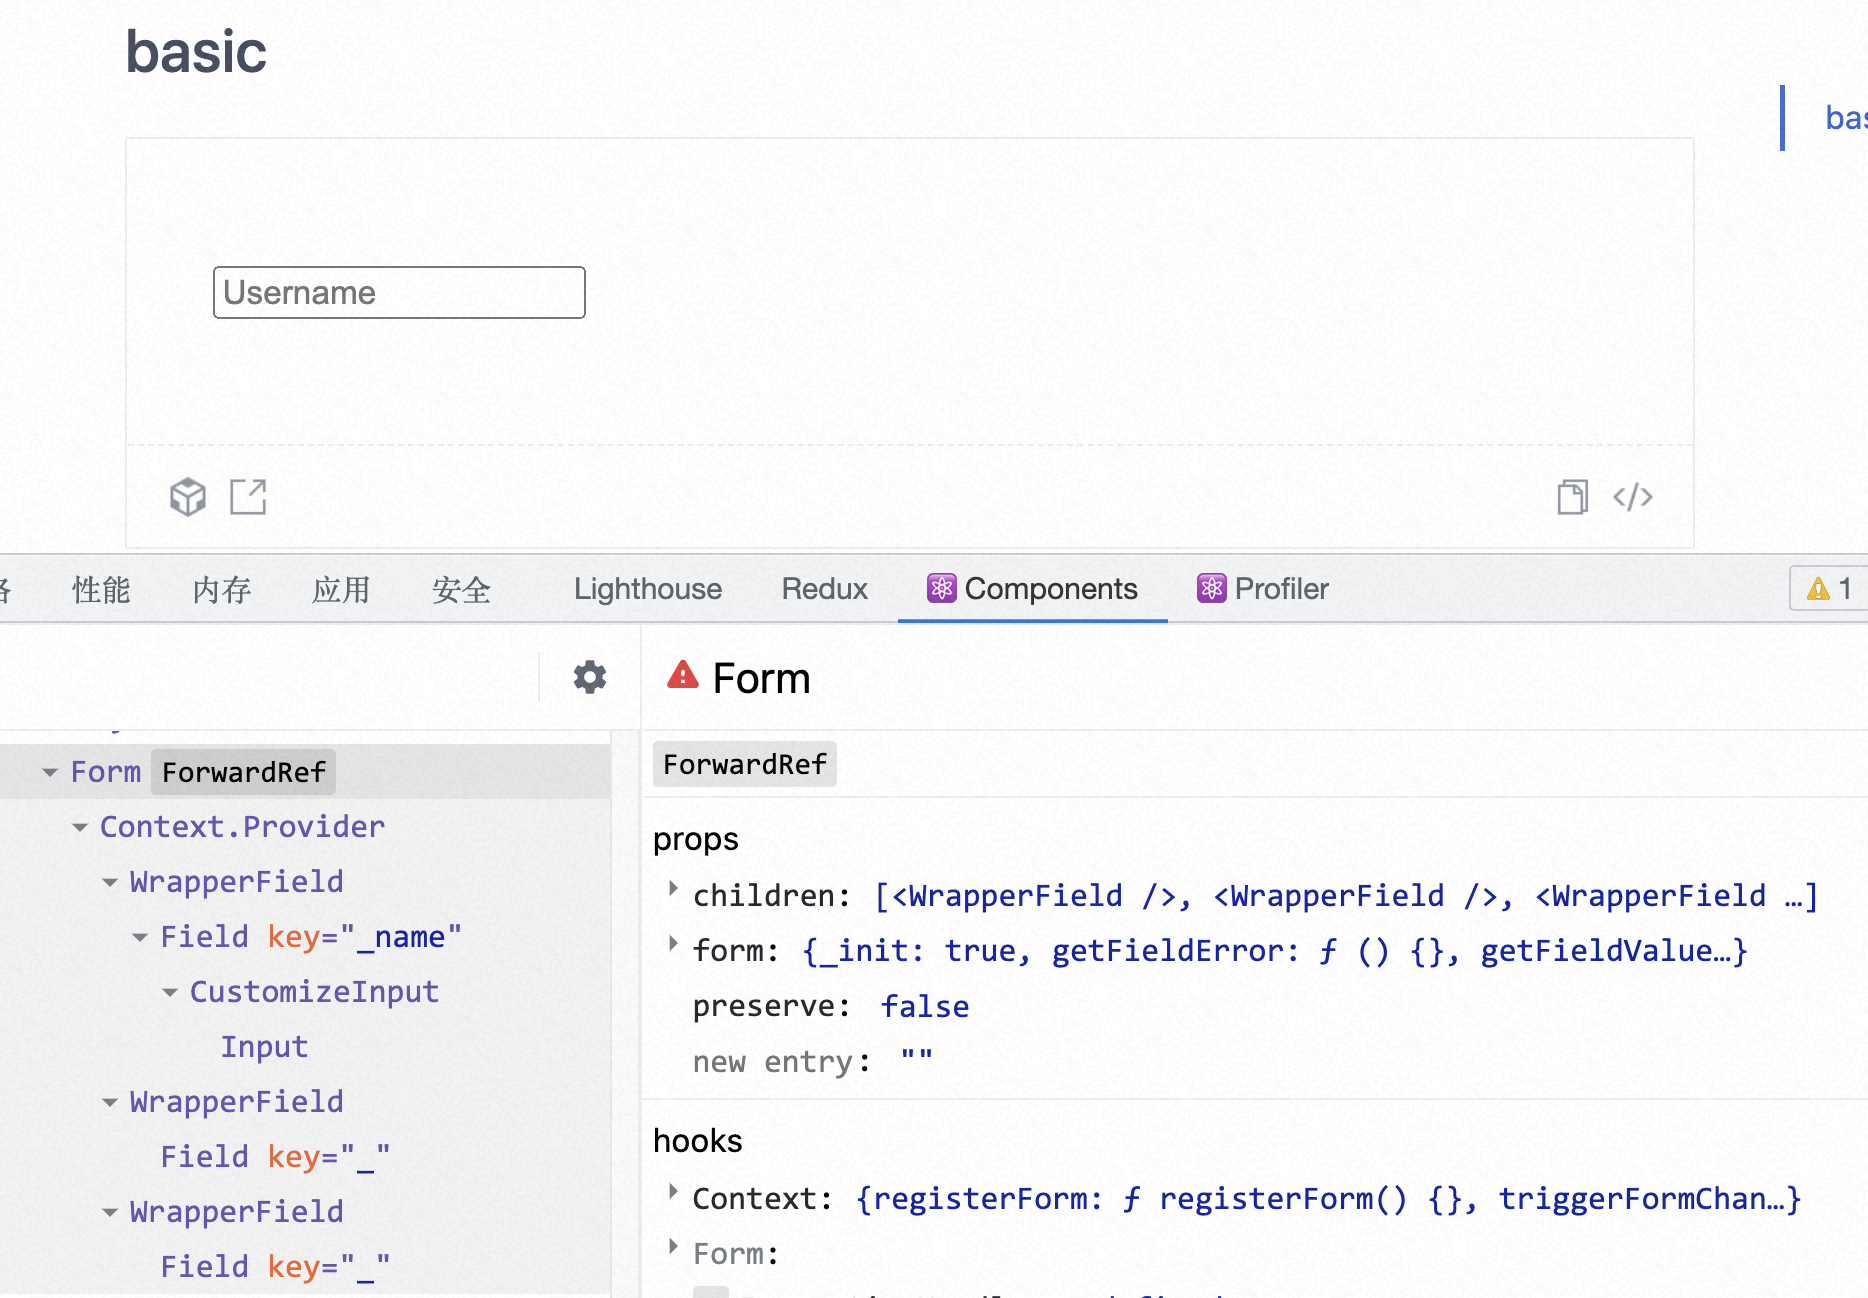 basic
bas
Username
性能 内存 应用 安全 Lighthouse Redux Components Profiler 1
Form
Form ForwardRef
Context.Provider
WrapperField
Field key="_name"
CustomizeInput
Input
WrapperField
Field key="_"
WrapperField
Field key="_"
ForwardRef
props
children: [<WrapperField />, <WrapperField />, <WrapperField …]
form: {_init: true, getFieldError: ƒ () {}, getFieldValue…}
preserve: false
new entry: ""
hooks
Context: {registerForm: ƒ registerForm() {}, triggerFormChan…}
Form: